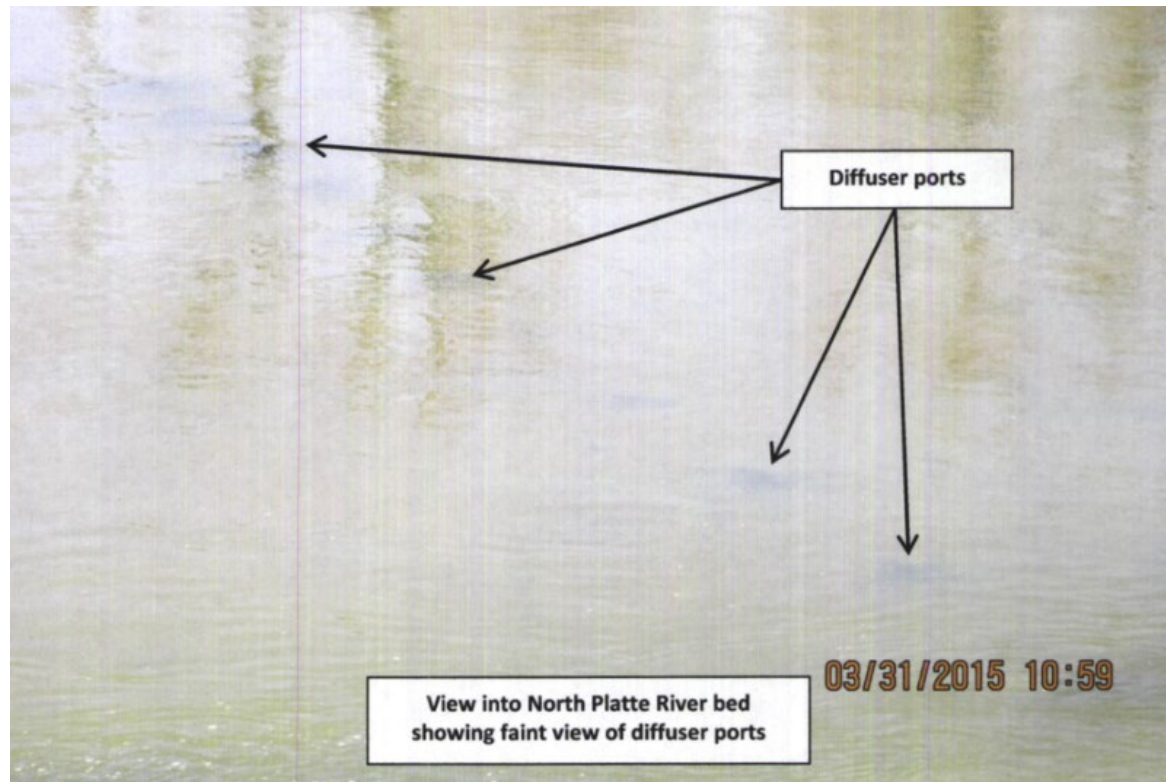 Diffuser ports
03/31/2015 10:59
View into North Platte River bed
showing faint view of diffuser ports